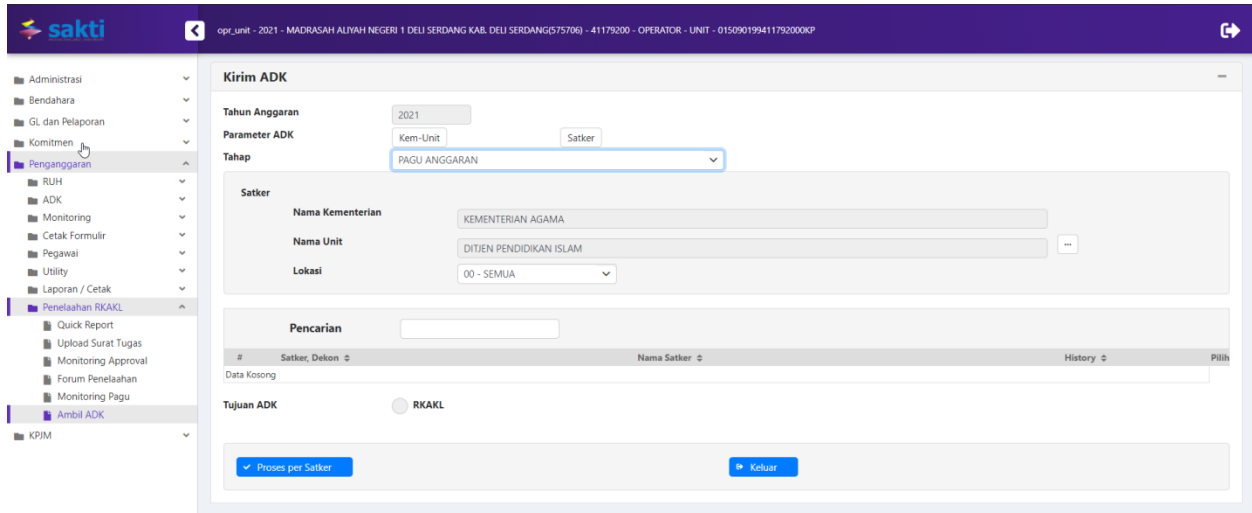 sakti
opr_unit - 2021 - MADRASAH ALIYAH NEGERI 1 DELI SERDANG KAB. DELI SERDANG(575706) - 41179200 - OPERATOR - UNIT - 015090199411792000KP
Administrasi
Bendahara
GL dan Pelaporan
Komitmen
Penganggaran
RUH
ADK
Monitoring
Cetak Formulir
Pegawai
Utility
Laporan / Cetak
Penelaahan RKAKL
Quick Report
Upload Surat Tugas
Monitoring Approval
Forum Penelaahan
Monitoring Pagu
Ambil ADK
KPJM
Kirim ADK
Tahun Anggaran 2021
Parameter ADK Kem-Unit Satker
Tahap PAGU ANGGARAN
Satker
Nama Kementerian KEMENTERIAN AGAMA
Nama Unit DITJEN PENDIDIKAN ISLAM ...
Lokasi 00 - SEMUA
Pencarian
# Satker, Dekon Nama Satker History Pilih
Data Kosong
Tujuan ADK RKAKL
Proses per Satker Keluar